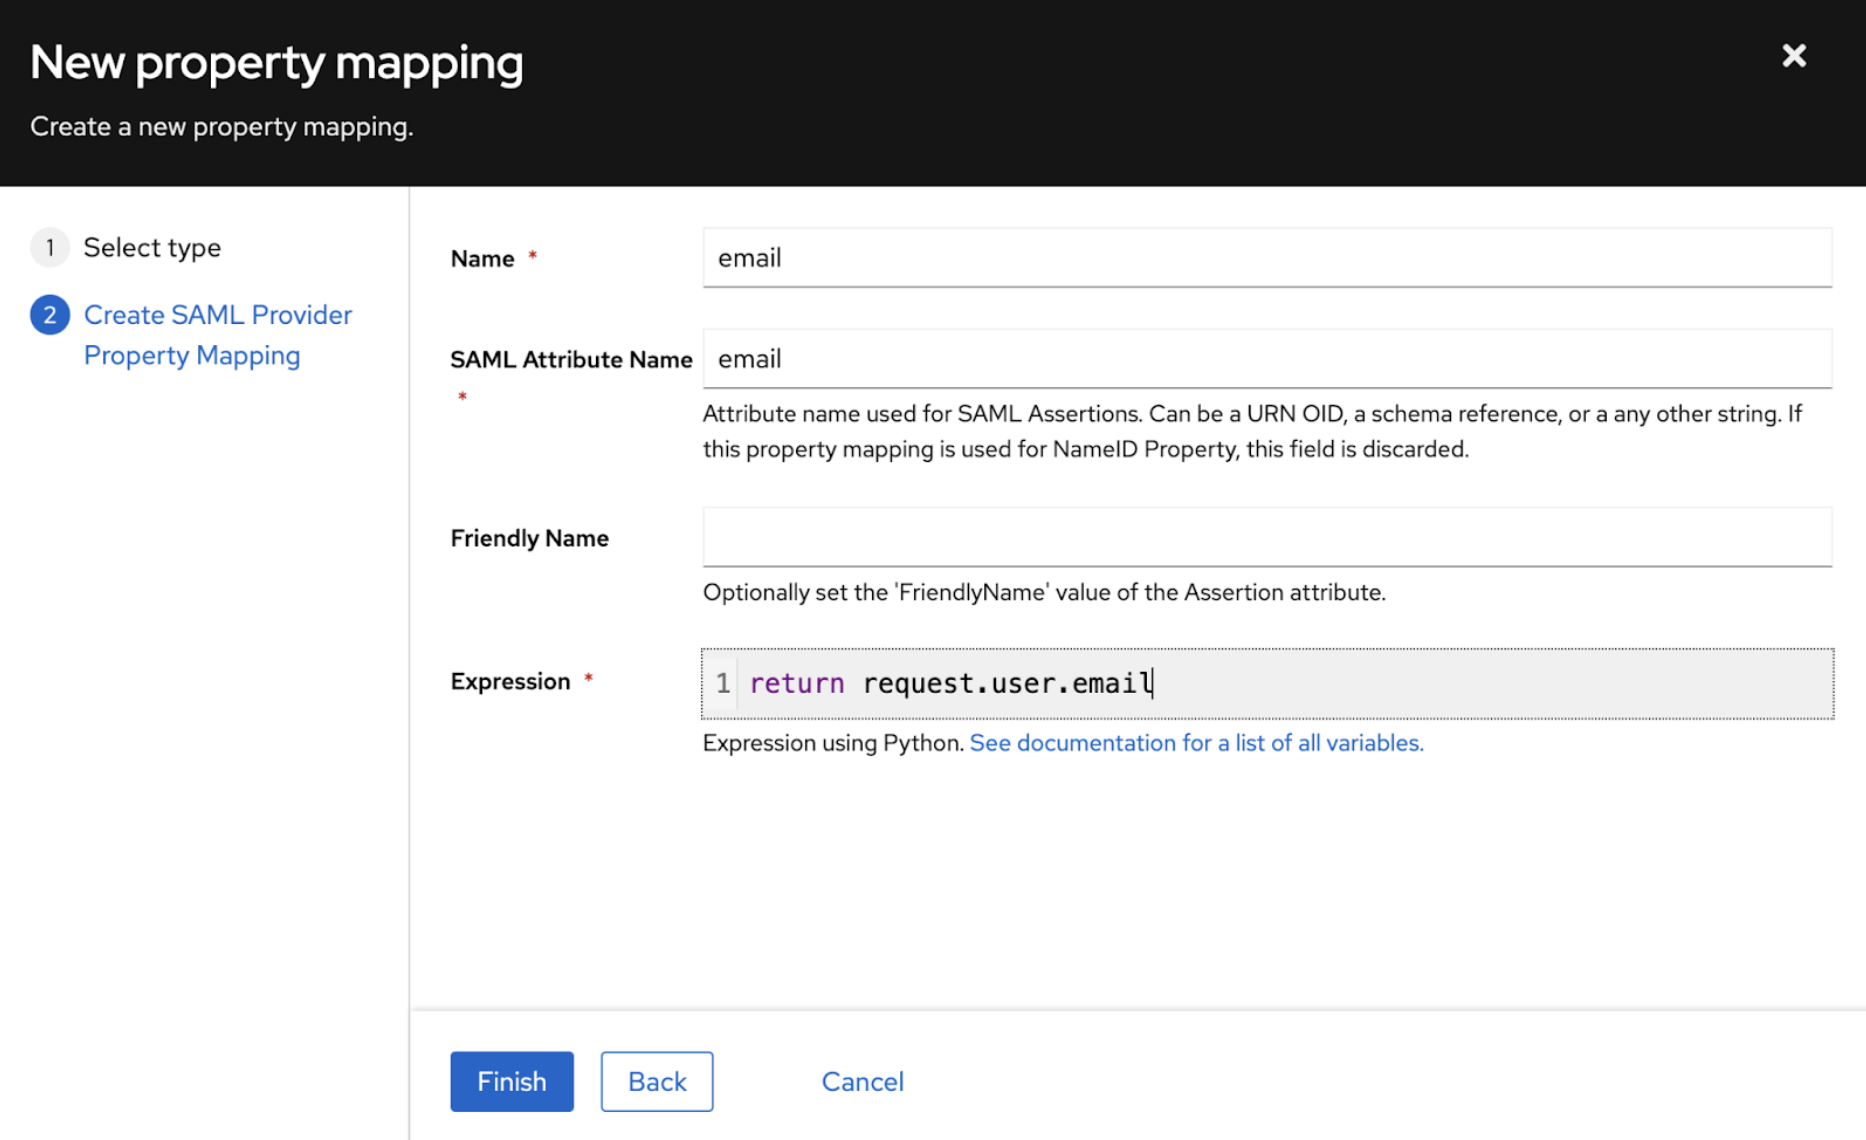 New property mapping
Create a new property mapping.
1 Select type
2 Create SAML Provider
Property Mapping
Name *
email
SAML Attribute Name
*
email
Attribute name used for SAML Assertions. Can be a URN OID, a schema reference, or a any other string. If
this property mapping is used for NameID Property, this field is discarded.
Friendly Name
Optionally set the 'FriendlyName' value of the Assertion attribute.
Expression *
1 return request.user.email
Expression using Python. See documentation for a list of all variables.
Finish
Back
Cancel